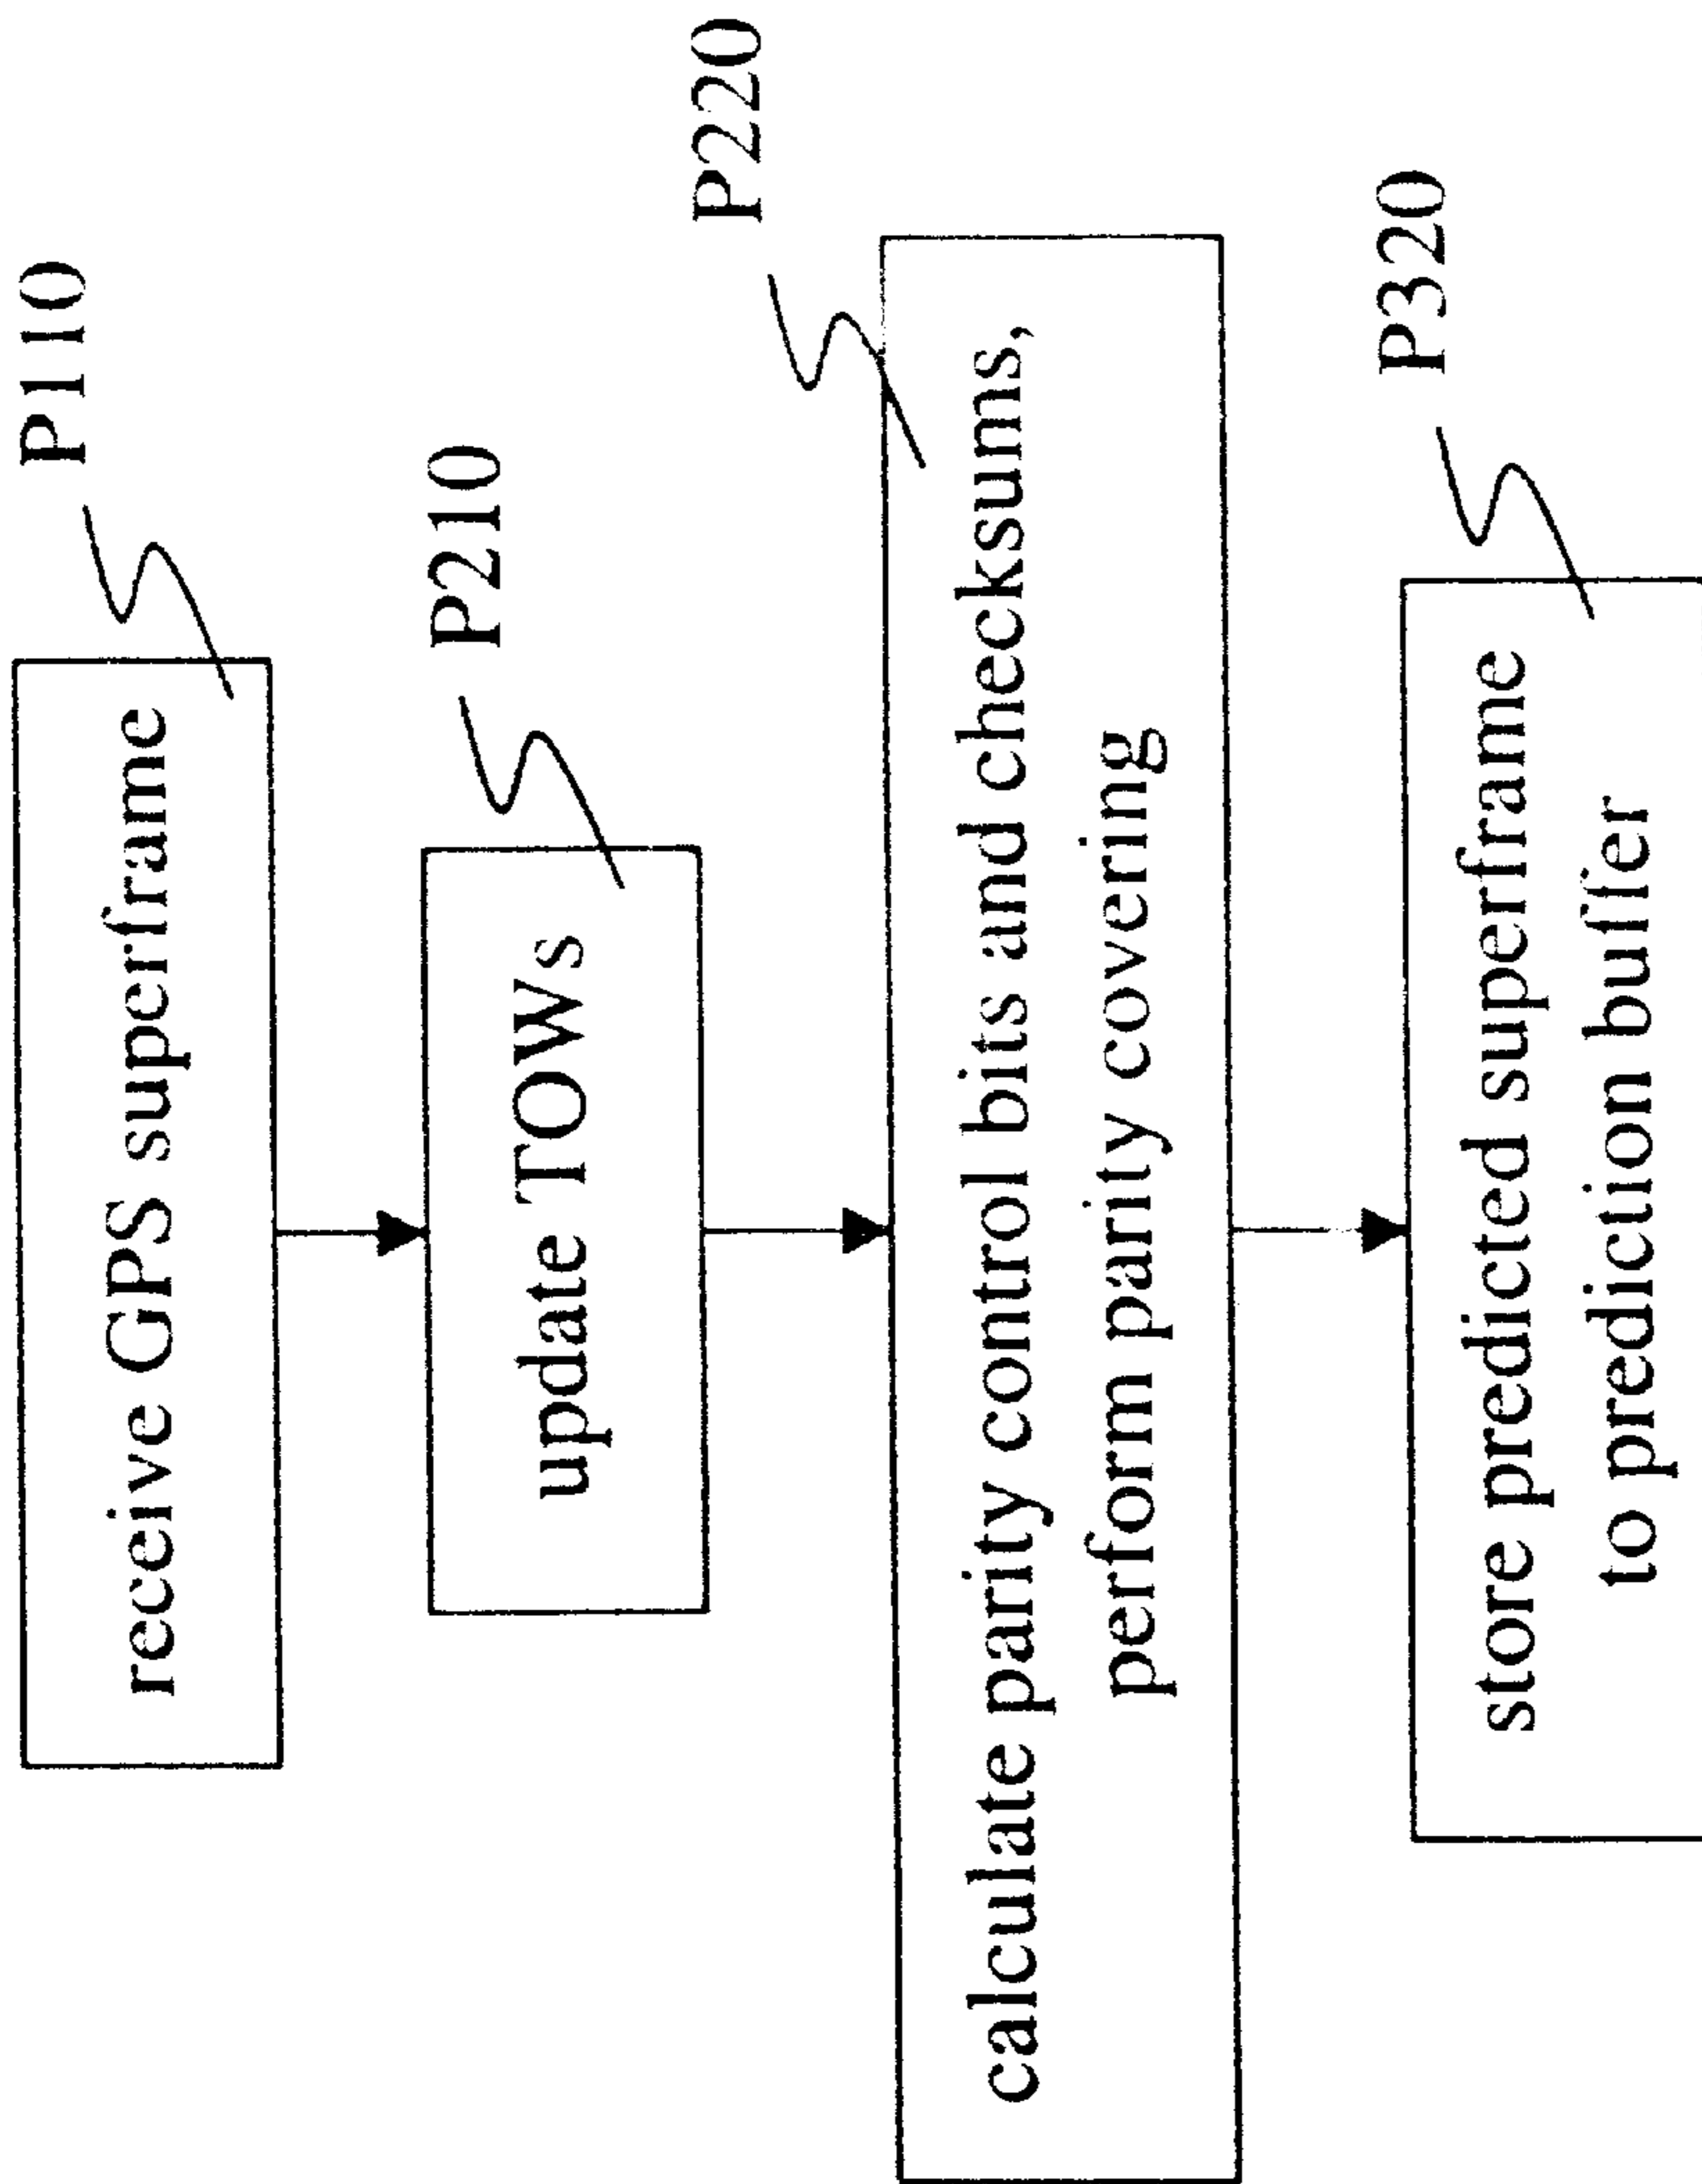 P110
receive GPS superframe
P210
update TOWs
P220
calculate parity control bits and checksums,
perform parity covering
P320
store predicted superframe
to prediction buffer